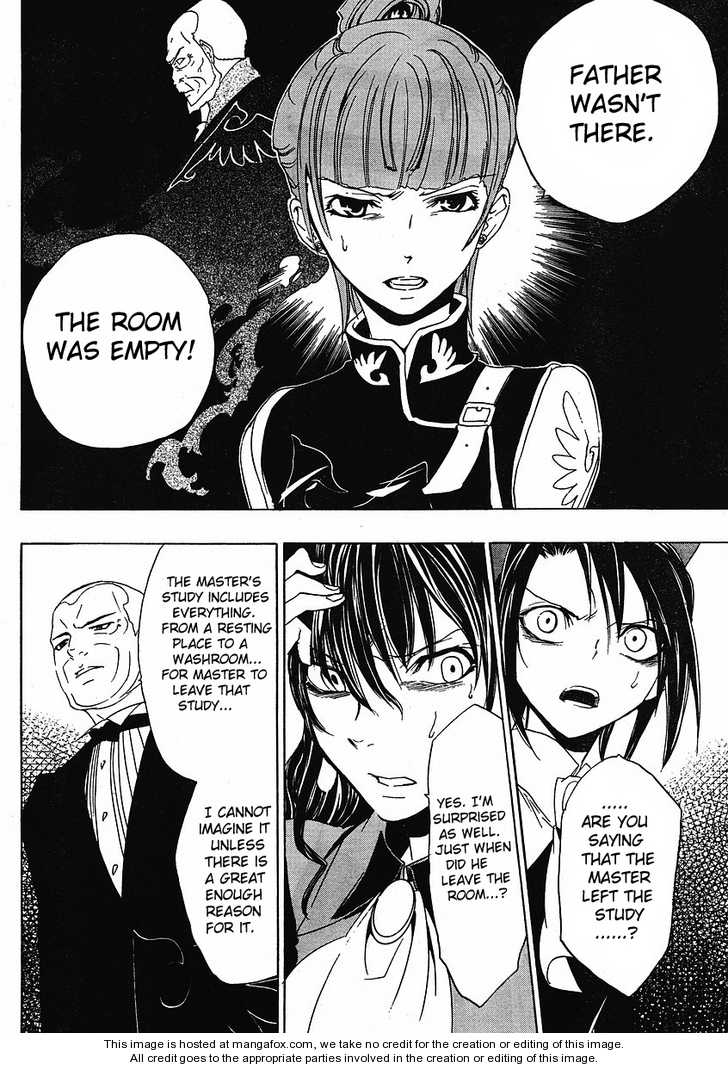 FATHER
WASN'T
THERE.
THE ROOM
WAS EMPTY!
.....
ARE YOU
SAYING
THAT THE
MASTER
LEFT THE
STUDY
......?
YES. I'M
SURPRISED
AS WELL.
JUST WHEN
DID HE
LEAVE THE
ROOM...?
THE MASTER'S
STUDY INCLUDES
EVERYTHING.
FROM A RESTING
PLACE TO A
WASHROOM...
FOR MASTER TO
LEAVE THAT
STUDY...
I CANNOT
IMAGINE IT
UNLESS
THERE IS
A GREAT
ENOUGH
REASON
FOR IT.
This image is hosted at mangafox.com, we take no credit for the creation or editing of this image.
All credit goes to the appropriate parties involved in the creation or editing of this image.